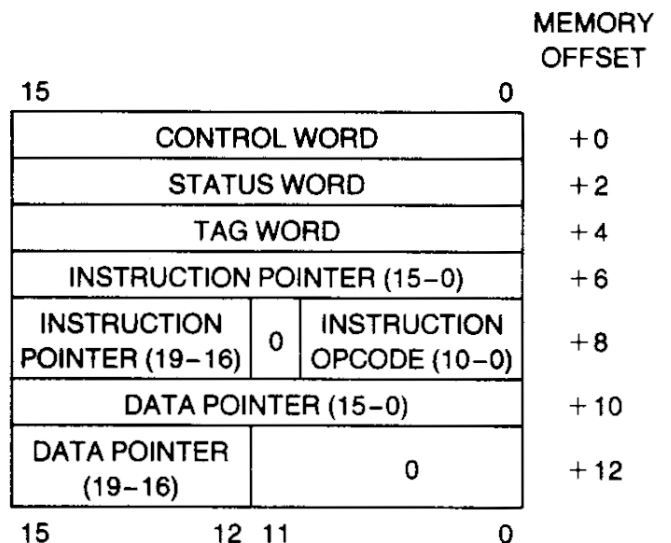 MEMORY
OFFSET
15 0
CONTROL WORD +0
STATUS WORD +2
TAG WORD +4
INSTRUCTION POINTER (15–0) +6
INSTRUCTION POINTER (19–16) 0 INSTRUCTION OPCODE (10–0) +8
DATA POINTER (15–0) +10
DATA POINTER (19–16) 0 +12
15 12 11 0